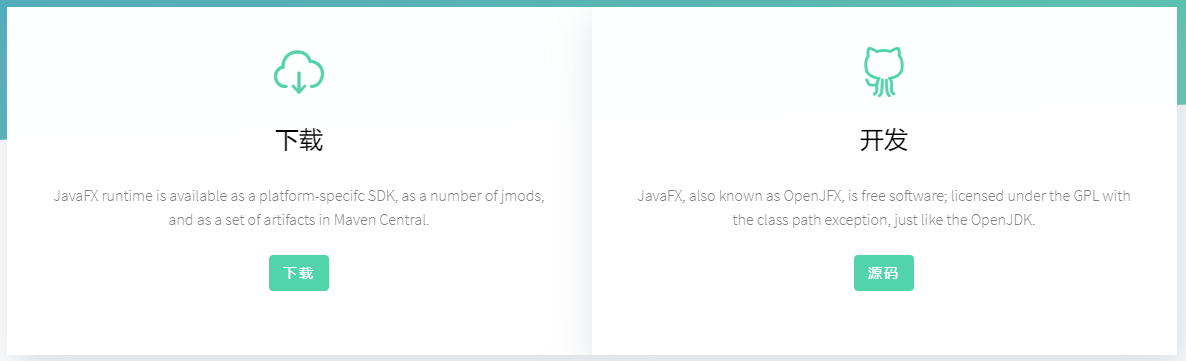 下载
JavaFX runtime is available as a platform-specifc SDK, as a number of jmods,
and as a set of artifacts in Maven Central.
下载
开发
JavaFX, also known as OpenJFX, is free software; licensed under the GPL with
the class path exception, just like the OpenJDK.
源码